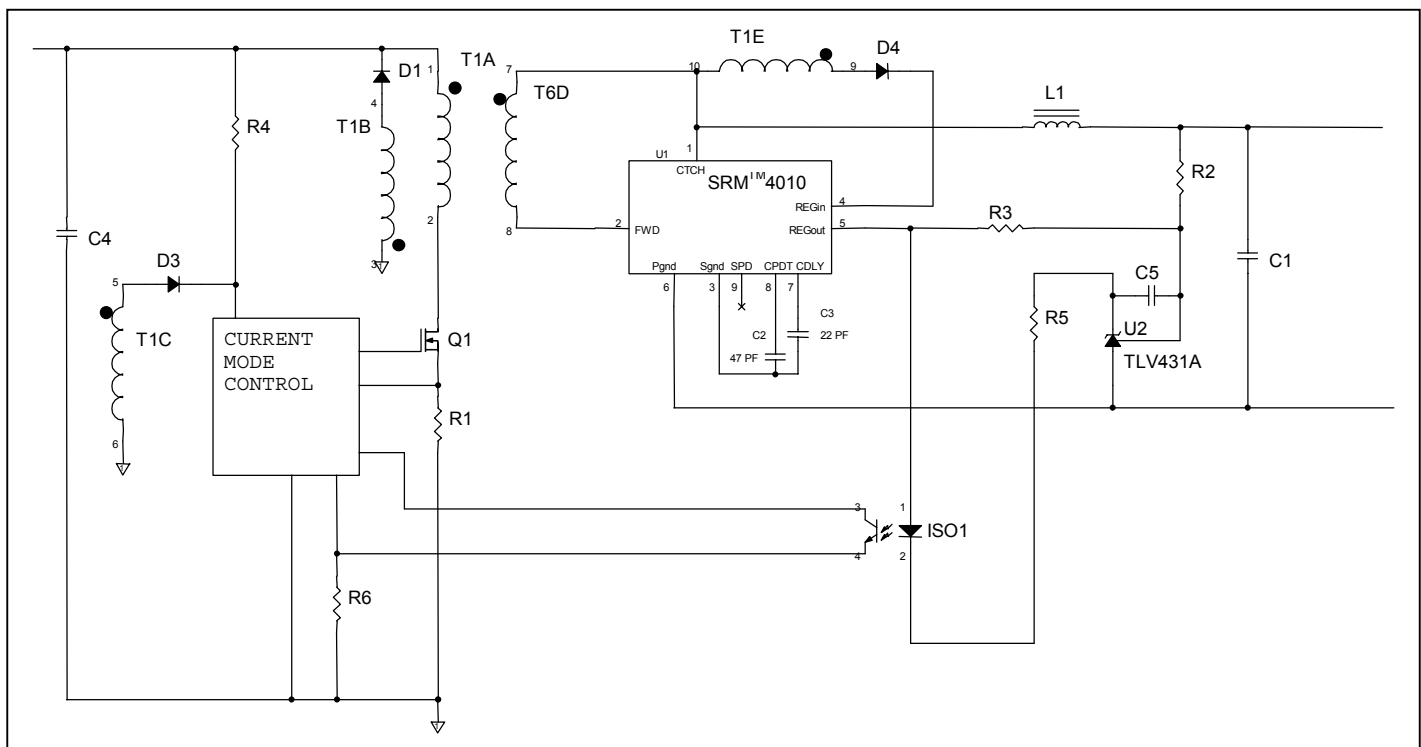 T1E
D4
10
9
D1
1
T1A
7
T6D
L1
4
R4
T1B
U1
1
CTCH
SRM™4010
R2
REGin
4
2
8
2
FWD
REGout
5
R3
C4
3
Pgnd
Sgnd
SPD
CPDT
CDLY
C1
D3
5
6
3
9
8
7
C5
T1C
C3
22 PF
R5
U2
C2
Q1
CURRENT
MODE
CONTROL
47 PF
TLV431A
R1
6
3
1
ISO1
4
2
R6